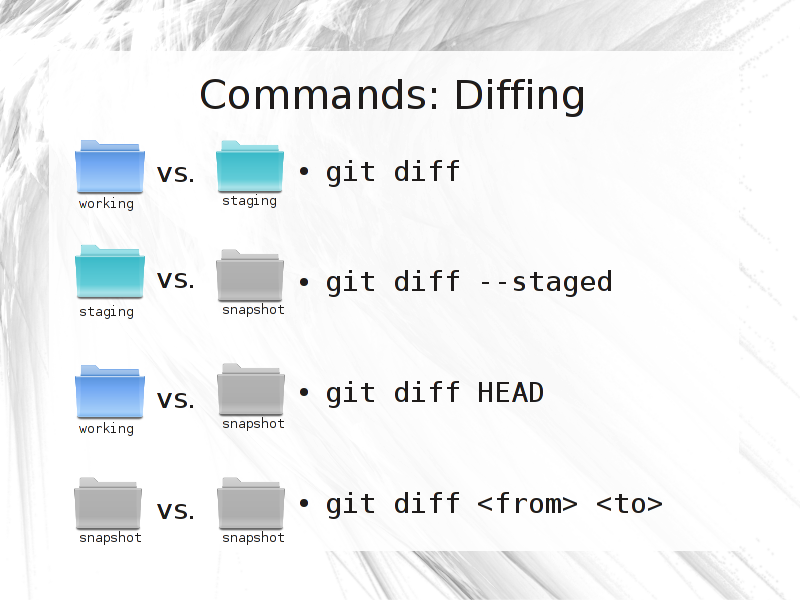 Commands: Diffing
vs. • git diff
working staging
vs. • git diff --staged
staging snapshot
vs. • git diff HEAD
working snapshot
vs. • git diff <from> <to>
snapshot snapshot